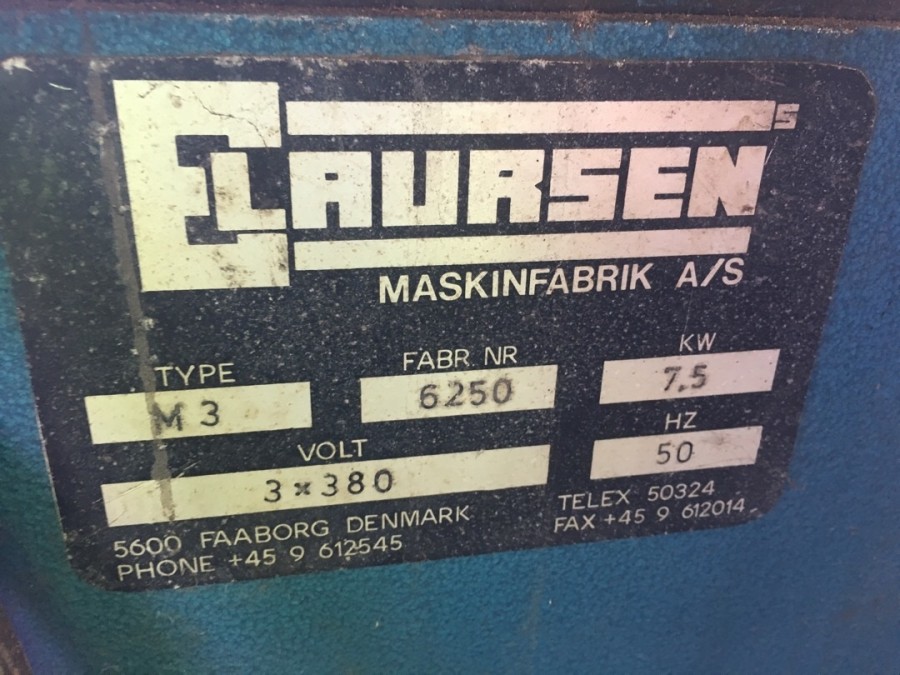 E LAURSENS
MASKINFABRIK A/S
TYPE FABR. NR KW
M 3 6250 7.5
VOLT HZ
3 x 380 50
5600 FAABORG DENMARK TELEX 50324
PHONE +45 9 612545 FAX +45 9 612014